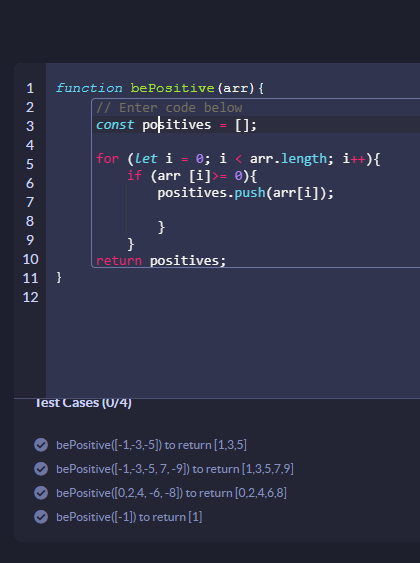 1 function bePositive(arr){
2 // Enter code below
3 const positives = [];
4
5 for (let i = 0; i < arr.length; i++){
6 if (arr [i]>= 0){
7 positives.push(arr[i]);
8
9 }
10 }
11 return positives;
12 }
Test Cases (0/4)
bePositive([-1,-3,-5]) to return [1,3,5]
bePositive([-1,-3,-5, 7, -9]) to return [1,3,5,7,9]
bePositive([0,2,4, -6, -8]) to return [0,2,4,6,8]
bePositive([-1]) to return [1]